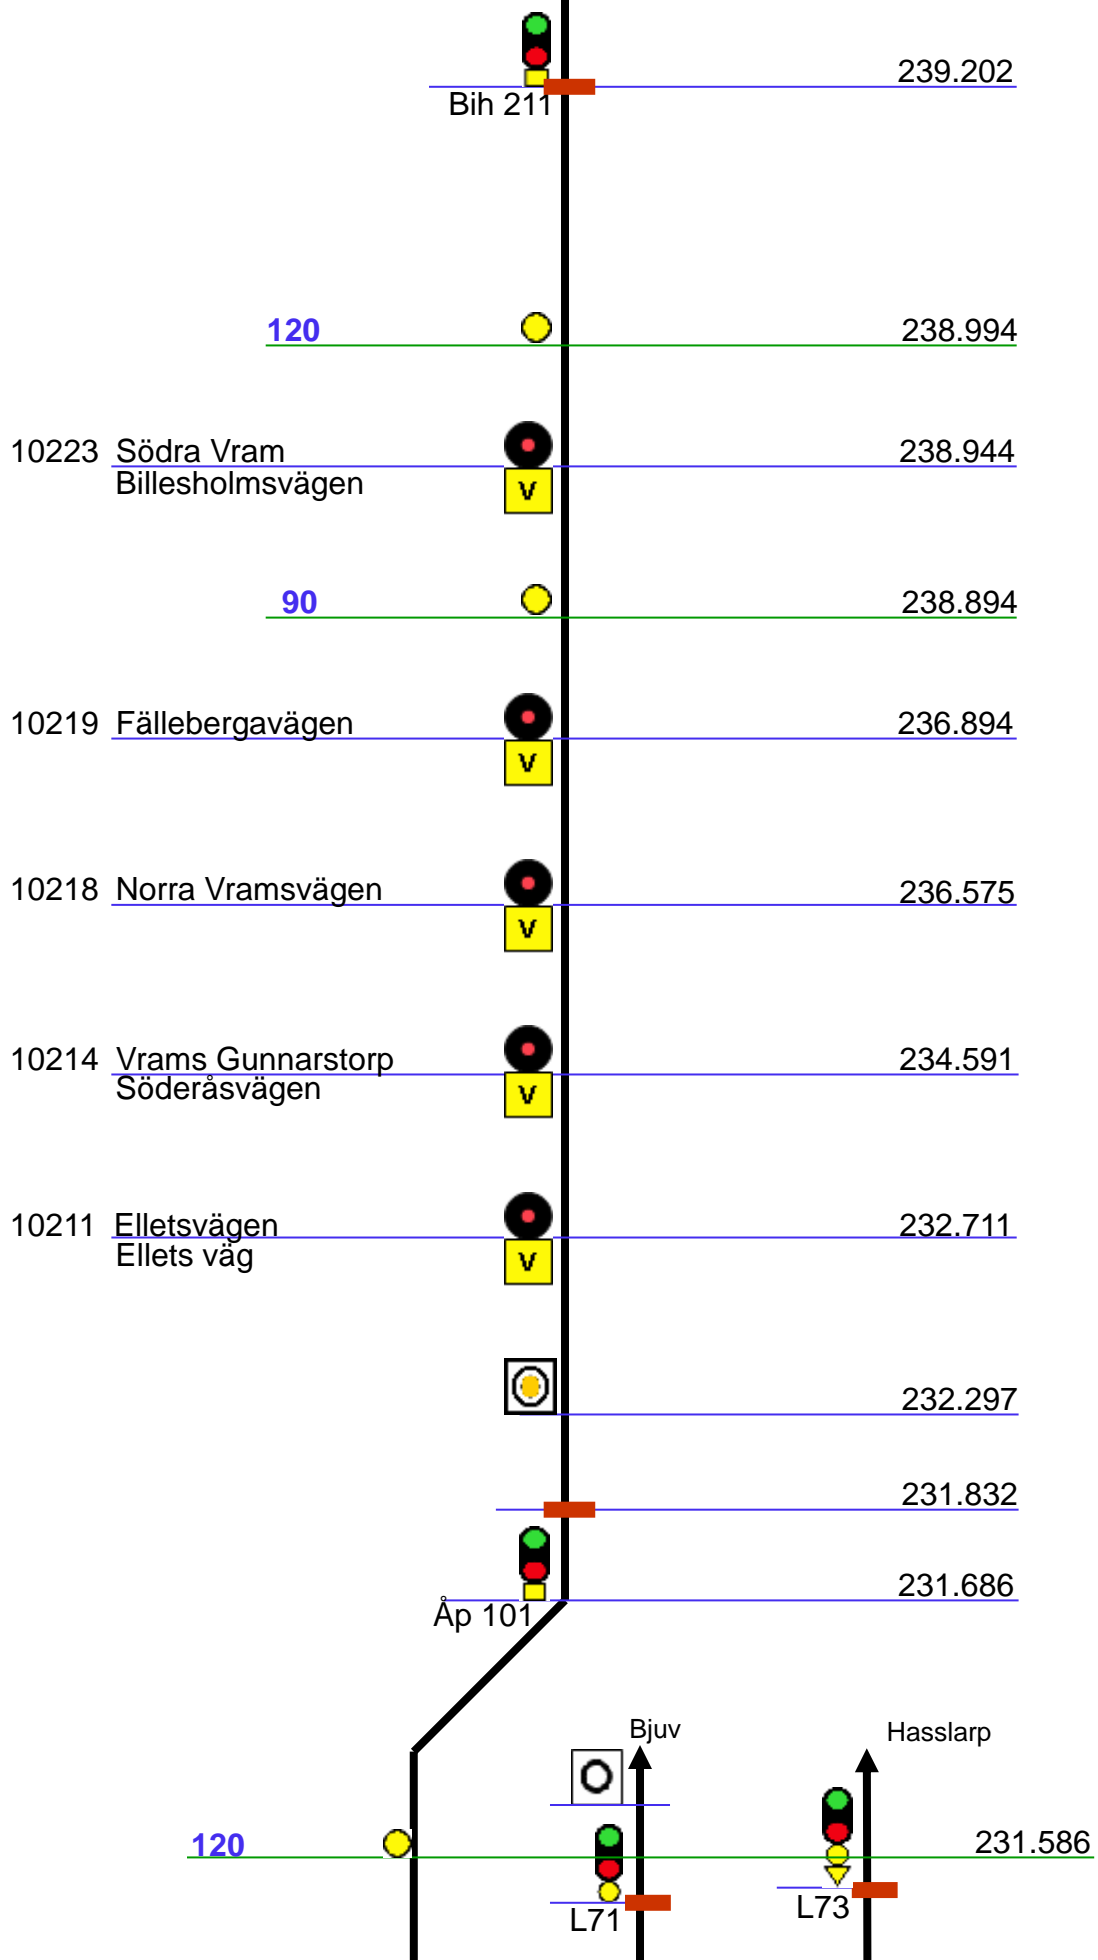 239.202
Bih 211
120 238.994
10223 Södra Vram 238.944
Billesholmsvägen
V
90 238.894
10219 Fällebergavägen 236.894
V
10218 Norra Vramsvägen 236.575
V
10214 Vrams Gunnarstorp 234.591
Söderåsvägen
V
10211 Elletsvägen 232.711
Ellets väg
V
232.297
231.832
231.686
Åp 101
Bjuv
Hasslarp
120 231.586
L73
L71